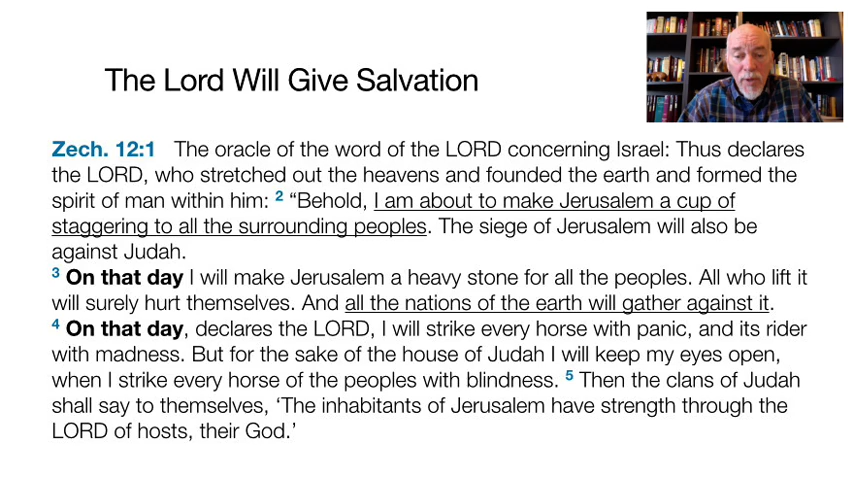 The Lord Will Give Salvation
Zech. 12:1 The oracle of the word of the LORD concerning Israel: Thus declares
the LORD, who stretched out the heavens and founded the earth and formed the
spirit of man within him: 2 “Behold, I am about to make Jerusalem a cup of
staggering to all the surrounding peoples. The siege of Jerusalem will also be
against Judah.
3 On that day I will make Jerusalem a heavy stone for all the peoples. All who lift it
will surely hurt themselves. And all the nations of the earth will gather against it.
4 On that day, declares the LORD, I will strike every horse with panic, and its rider
with madness. But for the sake of the house of Judah I will keep my eyes open,
when I strike every horse of the peoples with blindness. 5 Then the clans of Judah
shall say to themselves, ‘The inhabitants of Jerusalem have strength through the
LORD of hosts, their God.’